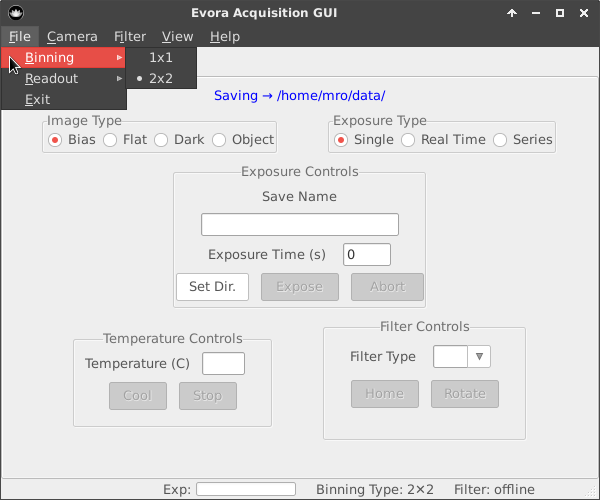 Evora Acquisition GUI
File Camera Filter View Help
Binning 1x1
Readout 2x2
Exit
Saving → /home/mro/data/
Image Type Exposure Type
Bias Flat Dark Object Single Real Time Series
Exposure Controls
Save Name
Exposure Time (s) 0
Set Dir. Expose Abort
Temperature Controls Filter Controls
Temperature (C) Filter Type
Cool Stop Home Rotate
Exp: Binning Type: 2×2 Filter: offline